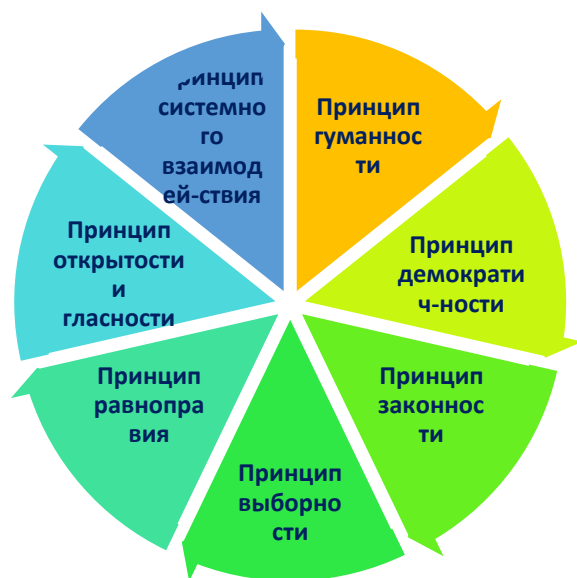 Принцип
гуманнос
ти
Принцип
демократи
ч-ности
Принцип
законнос
ти
Принцип
выборно
сти
Принцип
равнопра
вия
Принцип
открытости
и
гласности
Принцип
системно
го
взаимод
ей-ствия